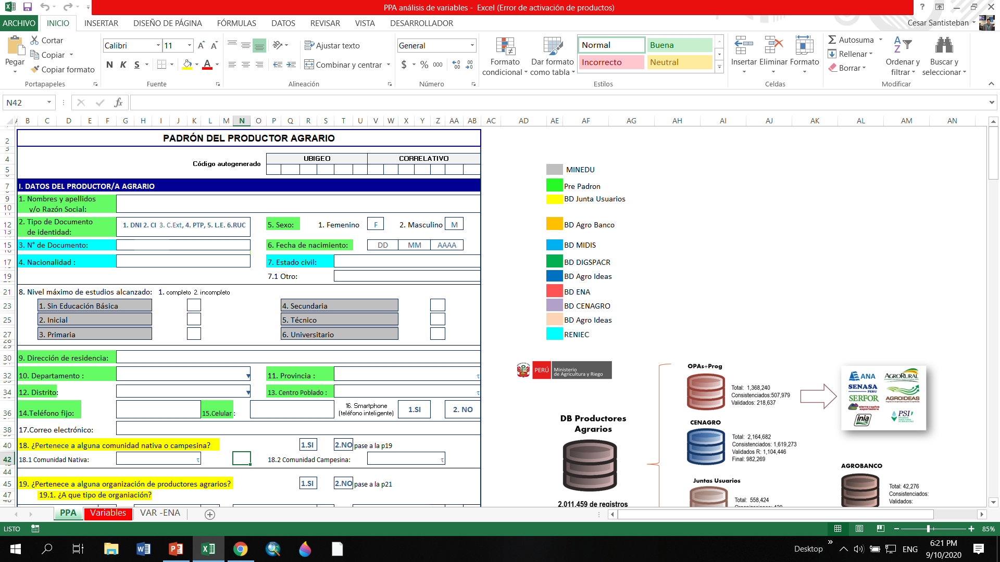 PPA análisis de variables - Excel (Error de activación de productos)
ARCHIVO INICIO INSERTAR DISEÑO DE PÁGINA FÓRMULAS DATOS REVISAR VISTA DESARROLLADOR Cesar Santisteban
Pegar Cortar
Copiar
Copiar formato
Portapapeles
Calibri 11
N K S A
Fuente
Ajustar texto
Combinar y centrar
Alineación
General
$ % 000
Número
Formato condicional
Dar formato como tabla
Normal Buena
Incorrecto Neutral
Estilos
Insertar Eliminar Formato
Celdas
Autosuma
Rellenar
Borrar
Ordenar y filtrar
Buscar y seleccionar
Modificar
N42
fx
A B C D E F G H I J K L M N O P Q R S T U V W X Y Z AA AB AC AD AE AF AG AH AI AJ AK AL AM AN
2 PADRÓN DEL PRODUCTOR AGRARIO
3
4 UBIGEO CORRELATIVO
Código autogenerado
5 MINEDU
7 I. DATOS DEL PRODUCTOR/A AGRARIO Pre Padron
9 1. Nombres y apellidos BD Junta Usuarios
10 y/o Razón Social:
12 2. Tipo de Documento 1. DNI 2. CI 3. C.Ext, 4. PTP, 5. L.E. 6.RUC 5. Sexo: 1. Femenino F 2. Masculino M BD Agro Banco
13 de identidad:
15 3. N° de Documento: 6. Fecha de nacimiento: DD MM AAAA BD MIDIS
17 4. Nacionalidad : 7. Estado civil: BD DIGSPACR
19 7.1 Otro: BD Agro Ideas
21 8. Nivel máximo de estudios alcanzado: 1. completo 2. incompleto BD ENA
23 1. Sin Educación Básica 4. Secundaria BD CENAGRO
25 2. Inicial 5. Técnico BD Agro Ideas
27 3. Primaria 6. Universitario RENIEC
28
29
30 9. Dirección de residencia:
32 10. Departamento : 11. Provincia : τ
34 12. Distrito: 13. Centro Poblado : τ
36 14.Teléfono fijo: 15.Celular : 16. Smartphone (teléfono inteligente) 1.SI 2. NO
38 17.Correo electrónico:
40 18. ¿Pertenece a alguna comunidad nativa o campesina? 1.SI 2.NO pase a la p19
42 18.1 Comunidad Nativa: τ 18.2 Comunidad Campesina: τ
44
45 19. ¿Pertenece a alguna organización de productores agrarios? 1.SI 2.NO pase a la p21
47 19.1. ¿A que tipo de organiación?
PERÚ Ministerio
de Agricultura y Riego
DB Productores
Agrarios
2.011.459 de registros
OPAs+Prog
Total: 1,368,240
Consistenciados:507,979
Validados: 218,637
CENAGRO
Total: 2,164,682
Consistenciados: 1,619,273
Validados R: 1,104,446
Final: 982,269
Juntas Usuarios
Total: 558,424
ANA AGRORURAL
SENASA
PERU
SERFOR AGROIDEAS
sierra y selva
exportadora
inia PSI
AGROBANCO
Total: 42,276
Consistenciados:
Validados:
PPA Variables VAR -ENA
LISTO 85%
Desktop ENG 6:21 PM
9/10/2020